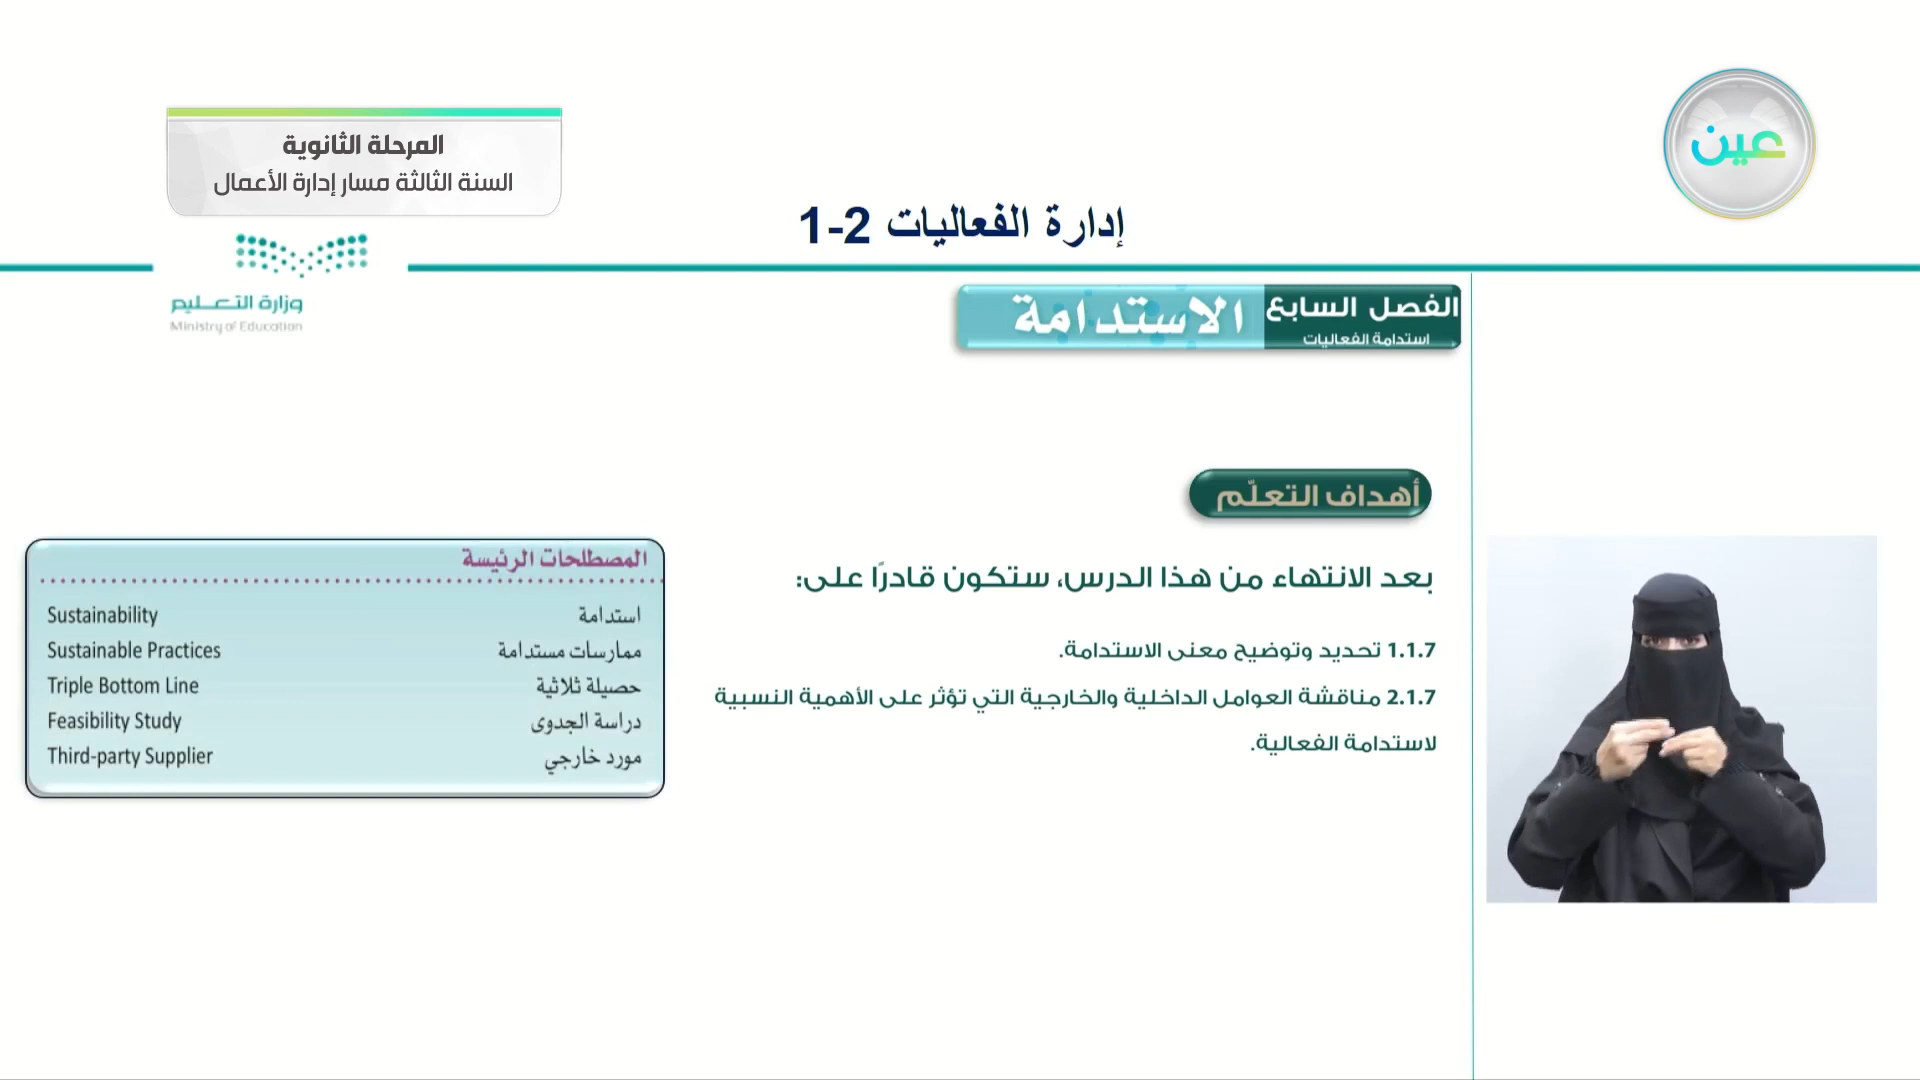 المرحلة الثانوية
السنة الثالثة مسار إدارة الأعمال
عين
إدارة الفعاليات 2-1
وزارة التعليم
Ministry of Education
الفصل السابع
استدامة الفعاليات
الاستدامة
أهداف التعلّم
بعد الانتهاء من هذا الدرس، ستكون قادرًا على:
1.1.7 تحديد وتوضيح معنى الاستدامة.
2.1.7 مناقشة العوامل الداخلية والخارجية التي تؤثر على الأهمية النسبية
لاستدامة الفعالية.
المصطلحات الرئيسة
استدامة Sustainability
ممارسات مستدامة Sustainable Practices
حصيلة ثلاثية Triple Bottom Line
دراسة الجدوى Feasibility Study
مورد خارجي Third-party Supplier